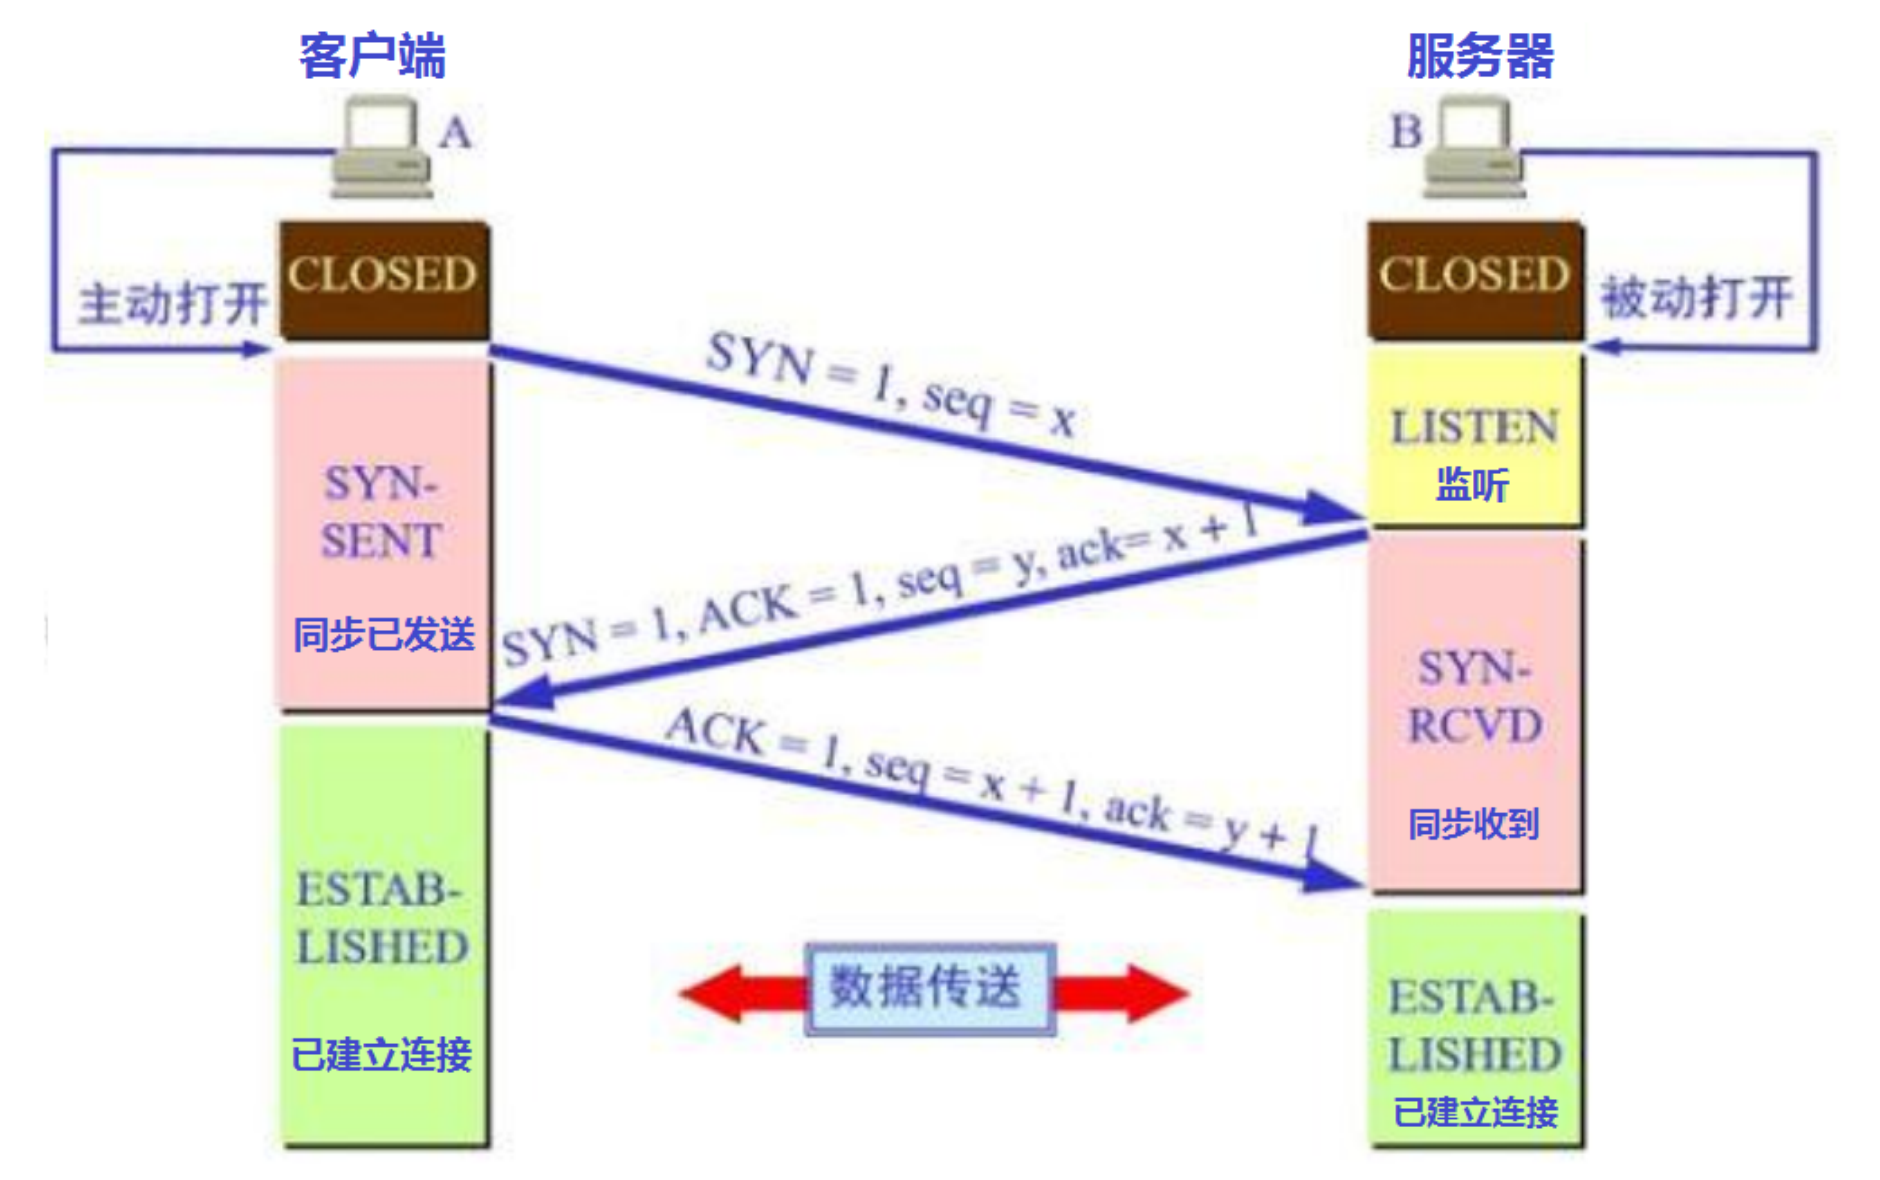 客户端
服务器
A
B
CLOSED
CLOSED
主动打开
被动打开
SYN = 1, seq = x
LISTEN
监听
SYN-
SENT
同步已发送
SYN = 1, ACK = 1, seq = y, ack= x + 1
SYN-
RCVD
同步收到
ACK = 1, seq = x + 1, ack = y + 1
ESTAB-
LISHED
已建立连接
数据传送
ESTAB-
LISHED
已建立连接